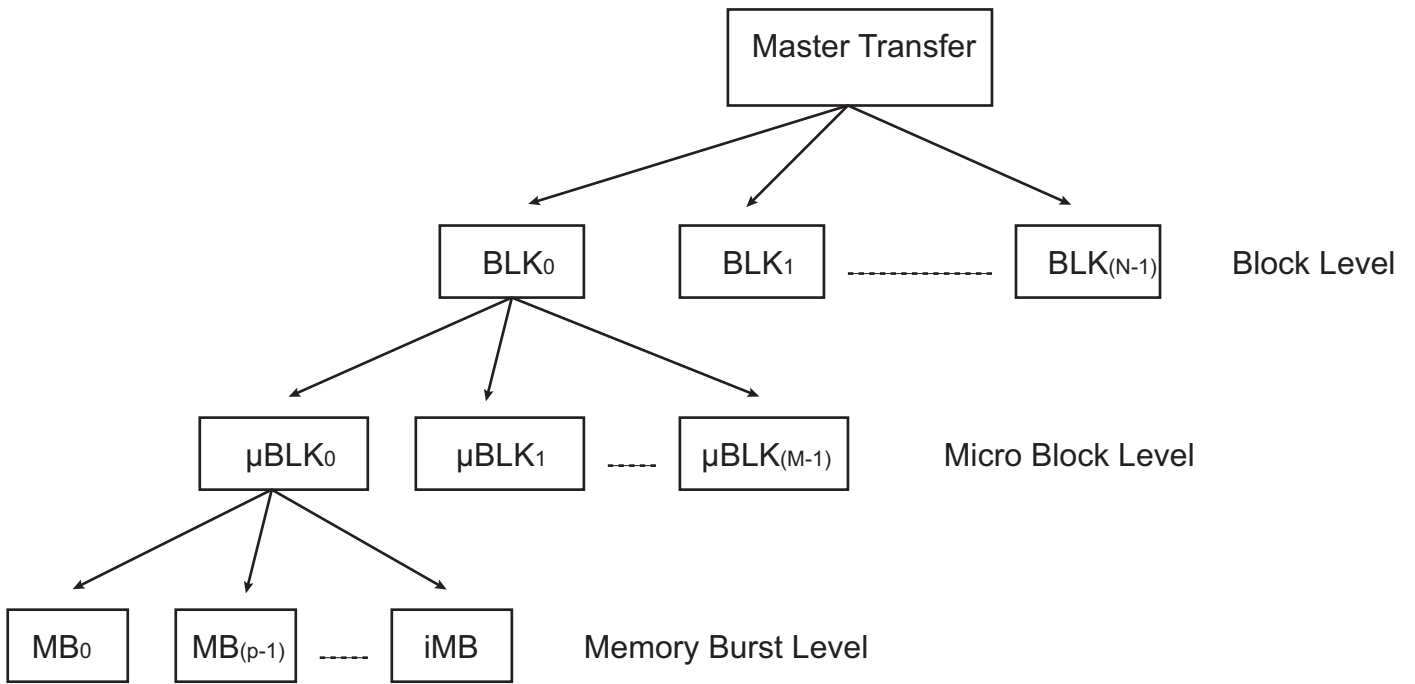 Master Transfer
BLK0 BLK1 BLK(N-1) Block Level
µBLK0 µBLK1 µBLK(M-1) Micro Block Level
MB0 MB(p-1) iMB Memory Burst Level